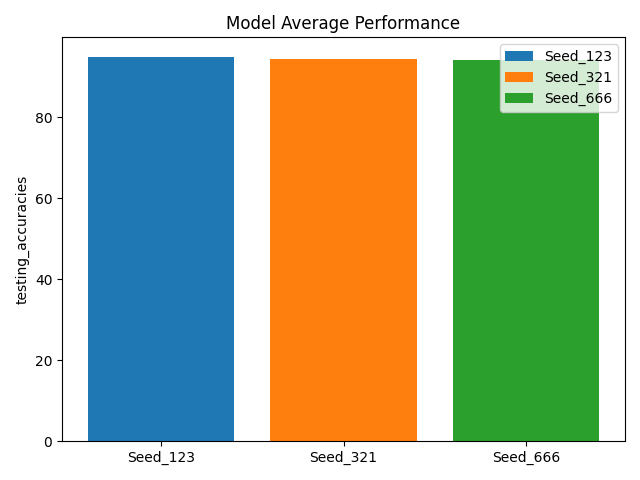 Model Average Performance
Seed_123
Seed_321
Seed_666
testing_accuracies
80
60
40
20
0
Seed_123
Seed_321
Seed_666